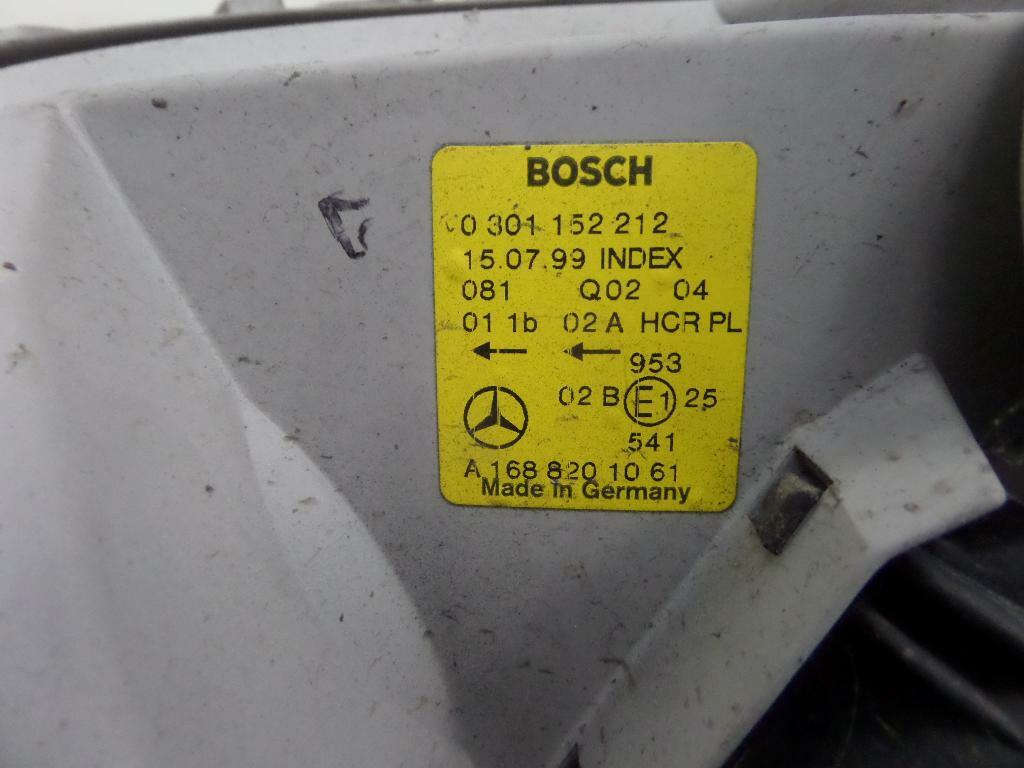 BOSCH
0 301 152 212
15.07.99 INDEX
081 Q02 04
01 1b 02 A HCR PL
953
02 B E1 25
541
A 168 820 10 61
Made in Germany